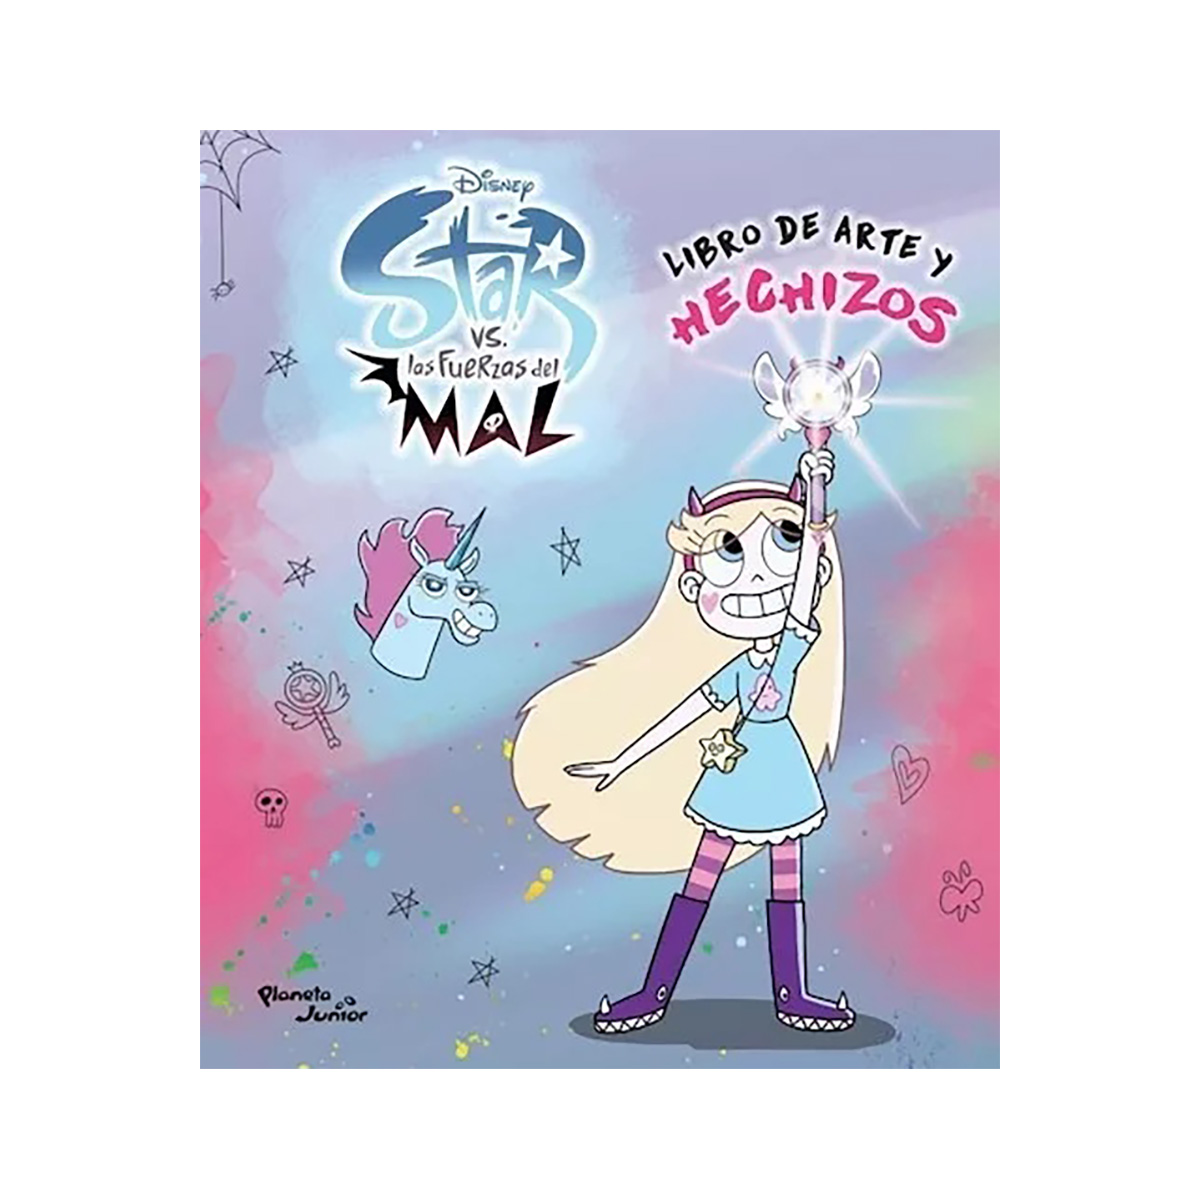 Disney
Star
vs.
las Fuerzas del
MAL
LIBRO DE ARTE Y
HECHIZOS
Planeta
Junior